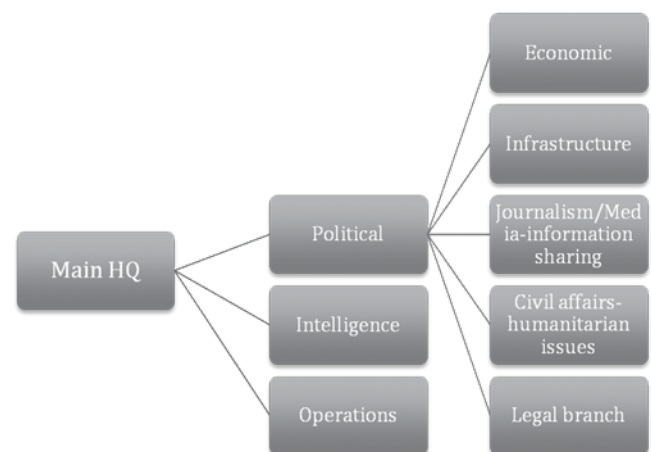 Main HQ
Political
Intelligence
Operations
Economic
Infrastructure
Journalism/Med
ia-information
sharing
Civil affairs-
humanitarian
issues
Legal branch